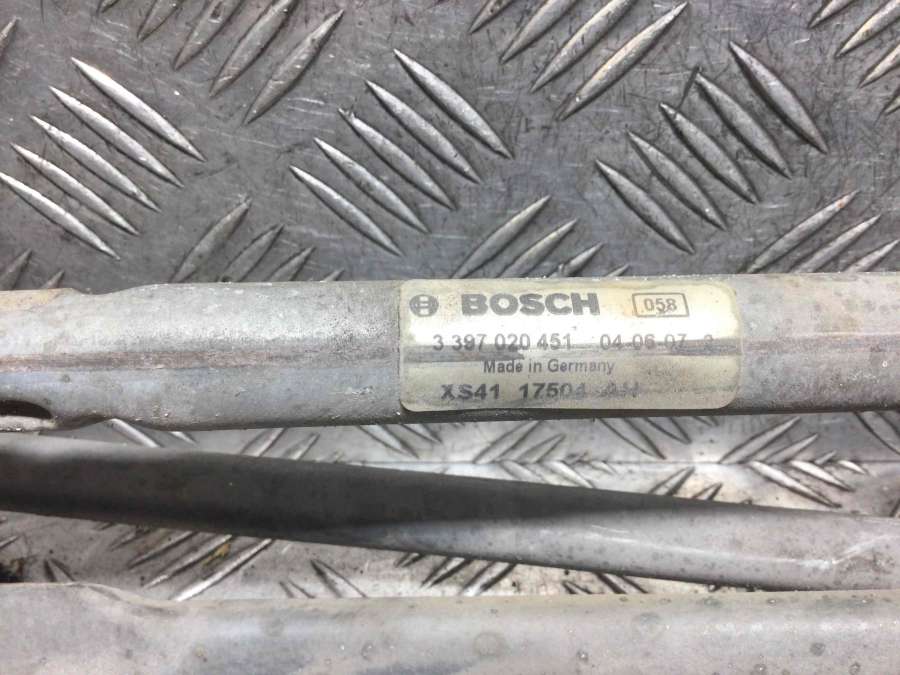 BOSCH 058
3 397 020 451 04-06-07
Made in Germany
XS41 17504